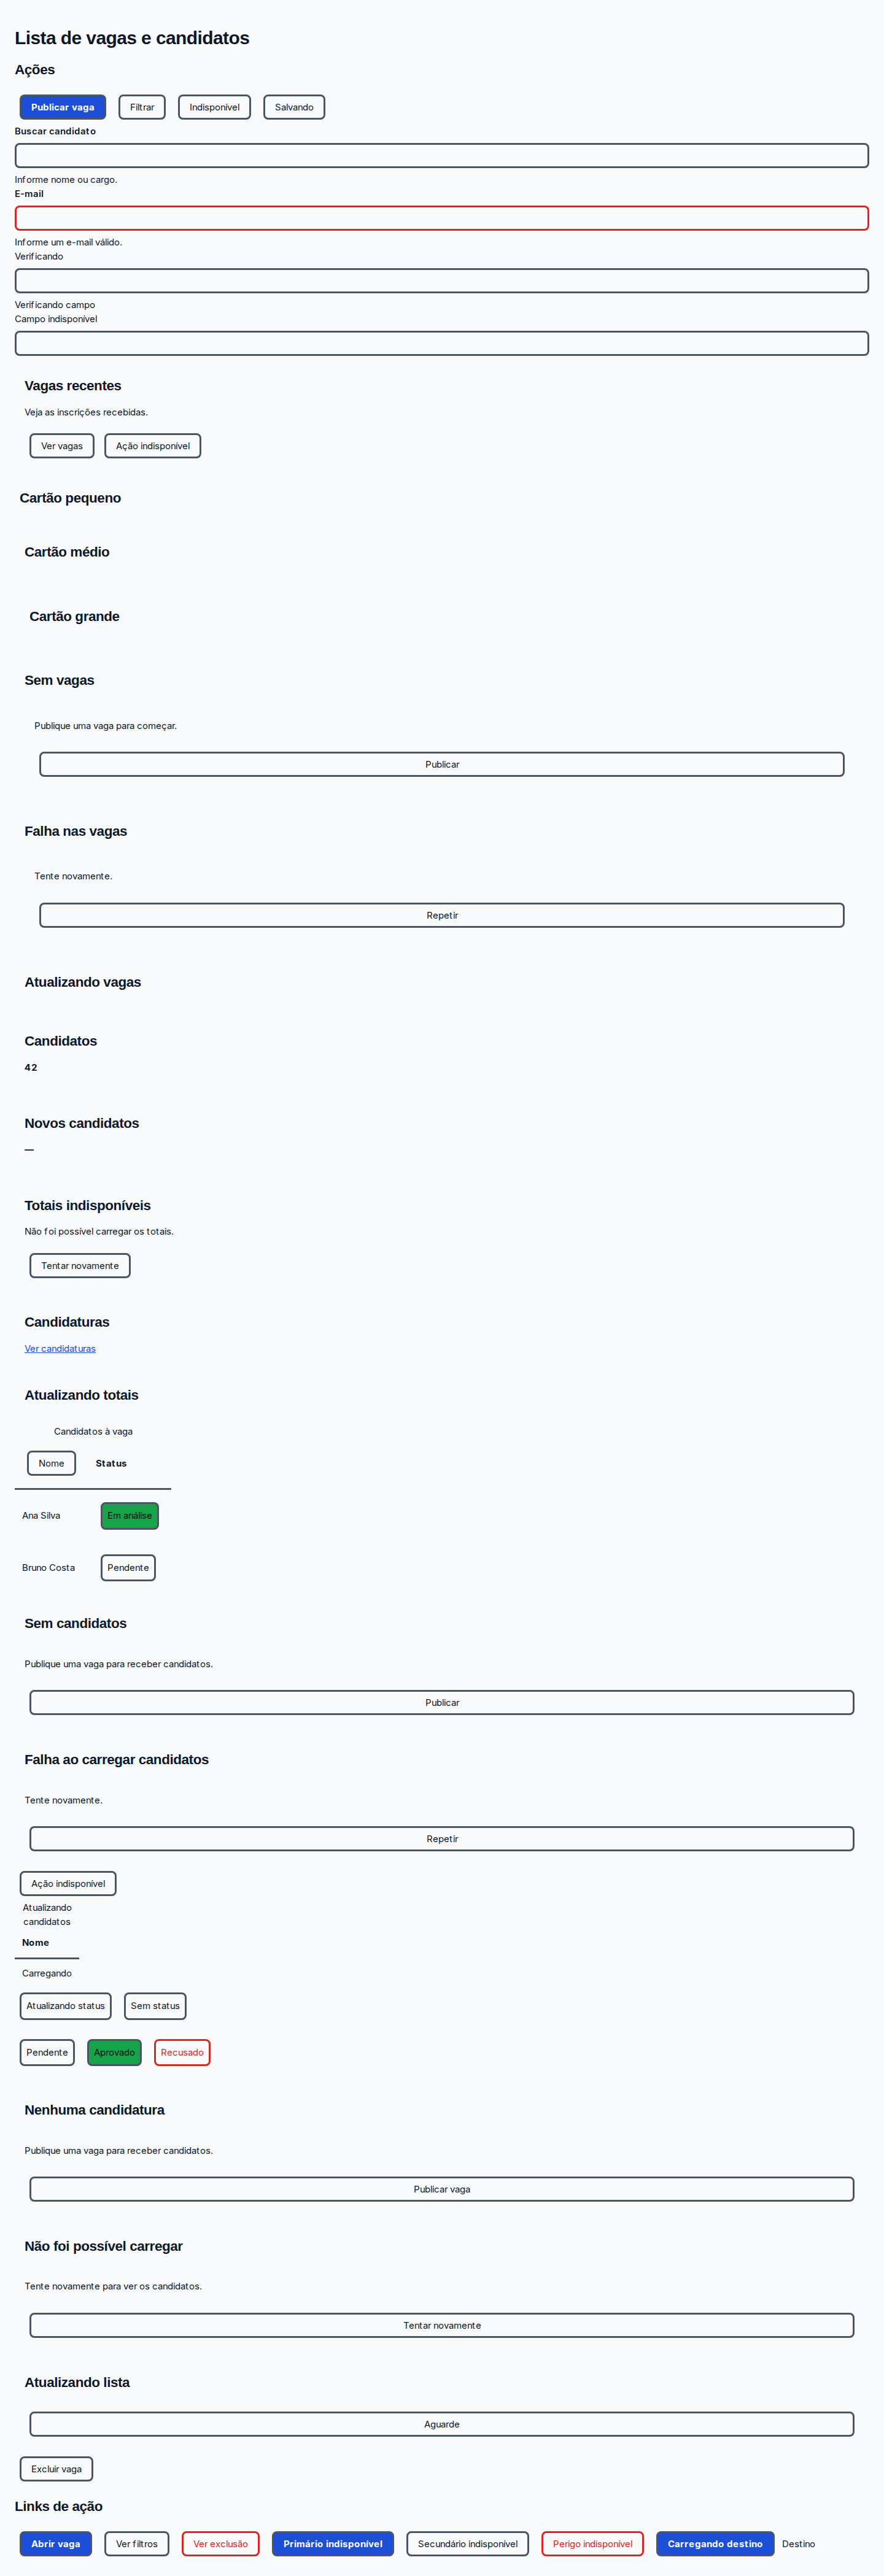 Lista de vagas e candidatos
Ações
Publicar vaga Filtrar Indisponível Salvando
Buscar candidato
Informe nome ou cargo.
E-mail
Informe um e-mail válido.
Verificando
Verificando campo
Campo indisponível
Vagas recentes
Veja as inscrições recebidas.
Ver vagas Ação indisponível
Cartão pequeno
Cartão médio
Cartão grande
Sem vagas
Publique uma vaga para começar.
Publicar
Falha nas vagas
Tente novamente.
Repetir
Atualizando vagas
Candidatos
42
Novos candidatos
—
Totais indisponíveis
Não foi possível carregar os totais.
Tentar novamente
Candidaturas
Ver candidaturas
Atualizando totais
Candidatos à vaga
Nome Status
Ana Silva Em análise
Bruno Costa Pendente
Sem candidatos
Publique uma vaga para receber candidatos.
Publicar
Falha ao carregar candidatos
Tente novamente.
Repetir
Ação indisponível
Atualizando
candidatos
Nome
Carregando
Atualizando status Sem status
Pendente Aprovado Recusado
Nenhuma candidatura
Publique uma vaga para receber candidatos.
Publicar vaga
Não foi possível carregar
Tente novamente para ver os candidatos.
Tentar novamente
Atualizando lista
Aguarde
Excluir vaga
Links de ação
Abrir vaga Ver filtros Ver exclusão Primário indisponível Secundário indisponível Perigo indisponível Carregando destino Destino